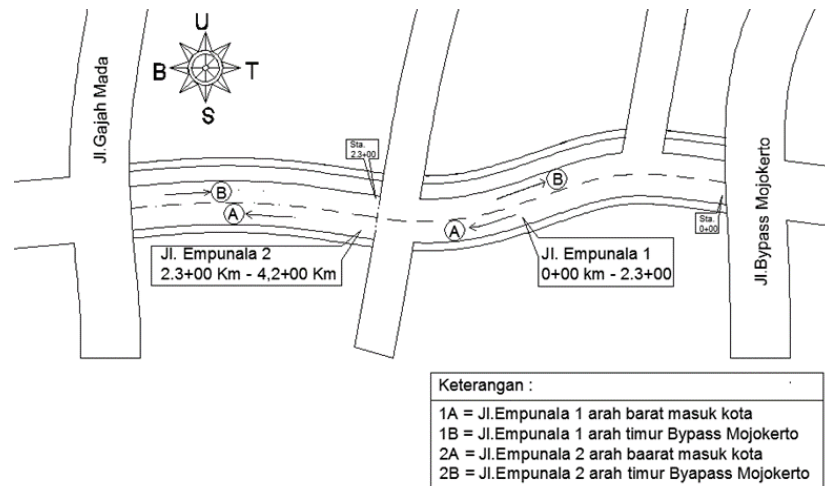 U
B T
S
Jl.Gajah Mada
Sta.
2.3+00
B
A
B
A
Jl. Empunala 2
2.3+00 Km - 4,2+00 Km
Jl. Empunala 1
0+00 km - 2.3+00
Sta.
0+00
Jl.Bypass Mojokerto
Keterangan :
1A = Jl.Empunala 1 arah barat masuk kota
1B = Jl.Empunala 1 arah timur Bypass Mojokerto
2A = Jl.Empunala 2 arah baarat masuk kota
2B = Jl.Empunala 2 arah timur Byapass Mojokerto